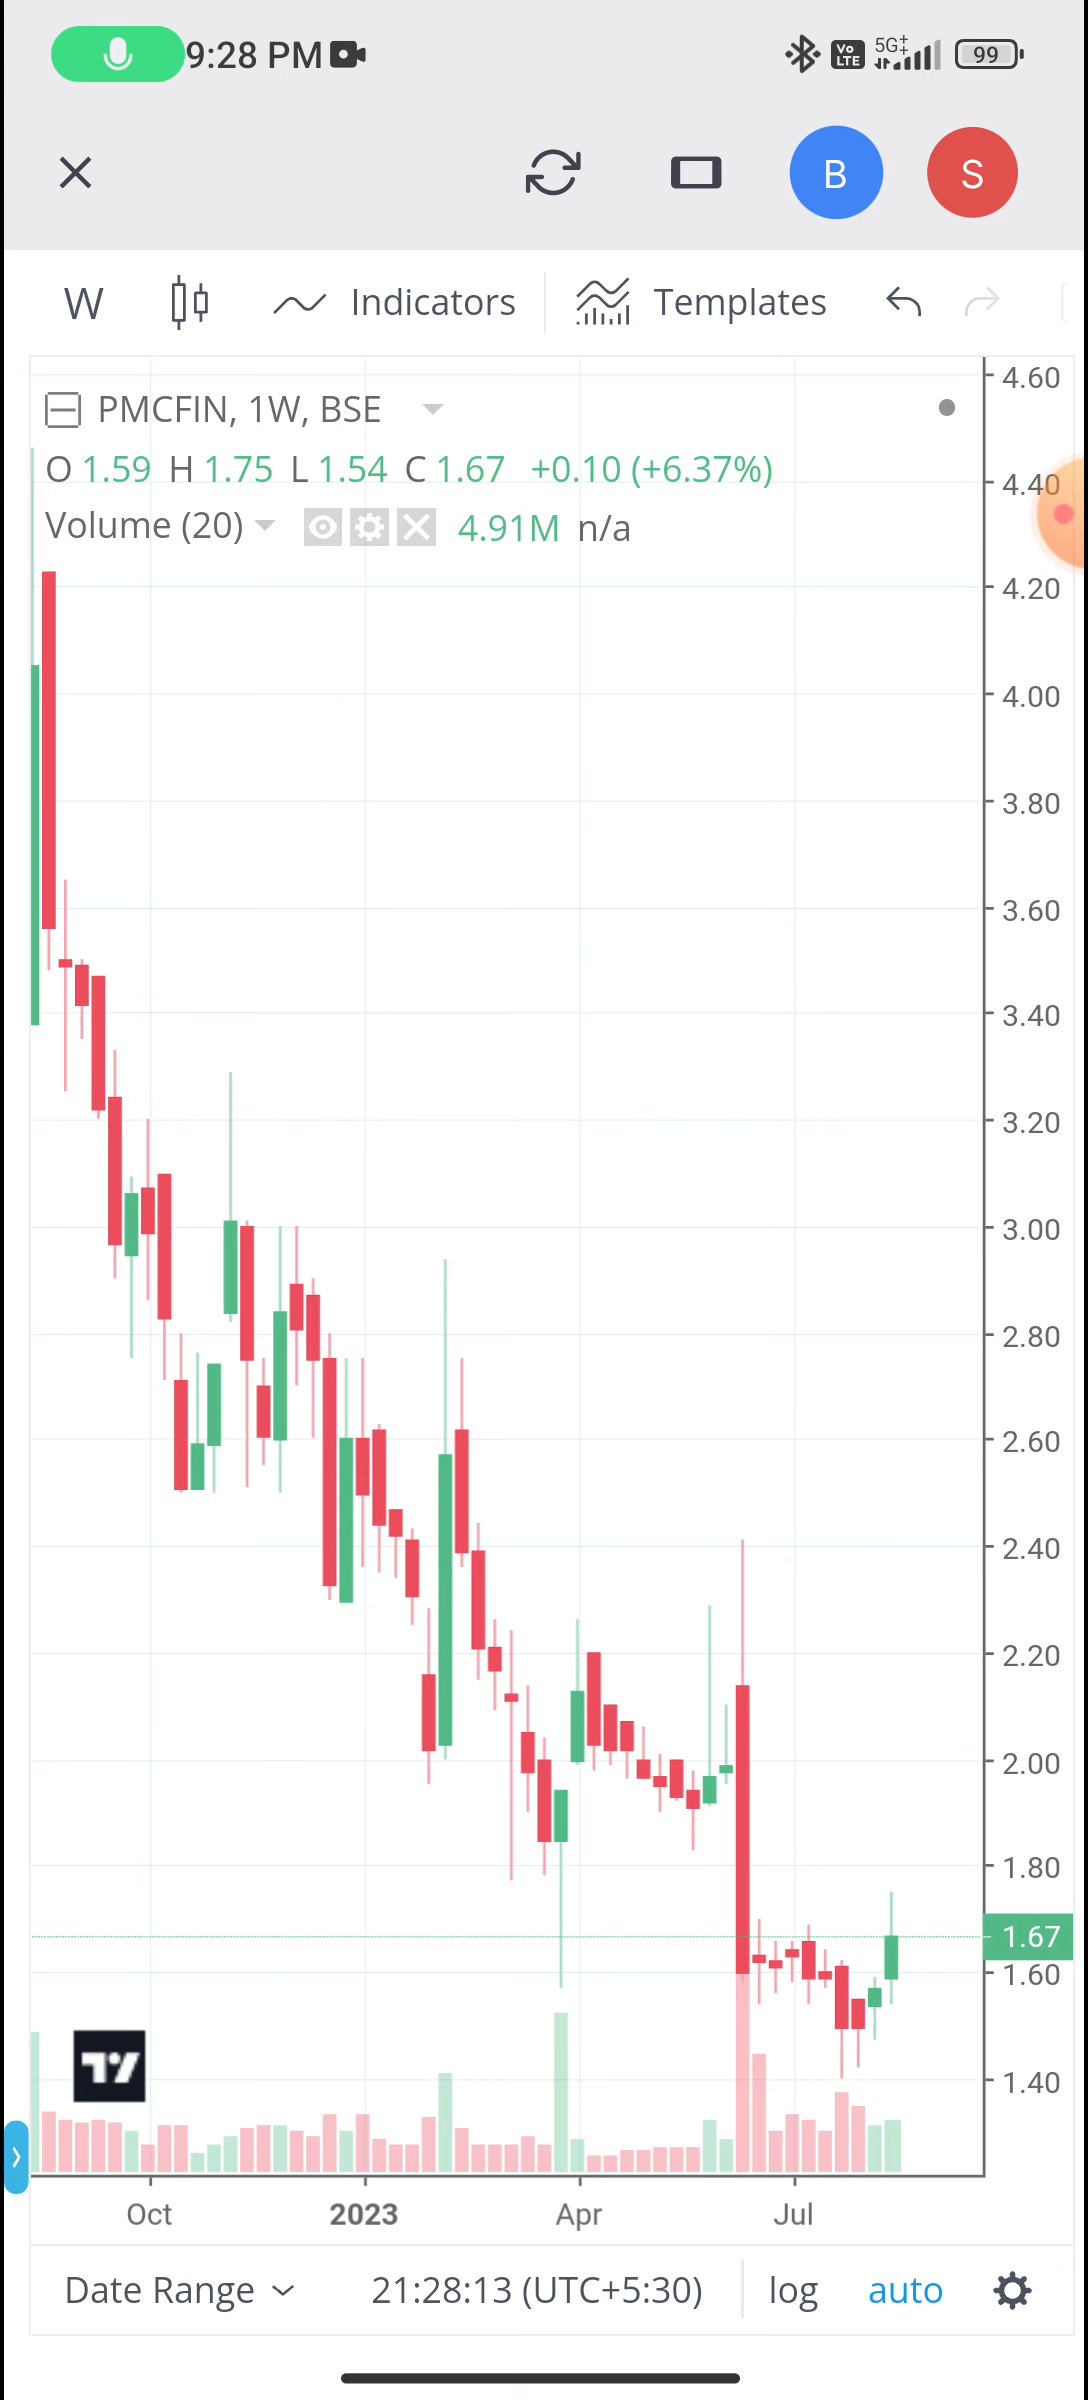 9:28 PM
Vo LTE 5G 99
B S
W Indicators Templates
PMCFIN, 1W, BSE
O 1.59 H 1.75 L 1.54 C 1.67 +0.10 (+6.37%)
Volume (20) 4.91M n/a
4.60
4.40
4.20
4.00
3.80
3.60
3.40
3.20
3.00
2.80
2.60
2.40
2.20
2.00
1.80
1.67
1.60
1.40
Oct 2023 Apr Jul
Date Range 21:28:13 (UTC+5:30) log auto